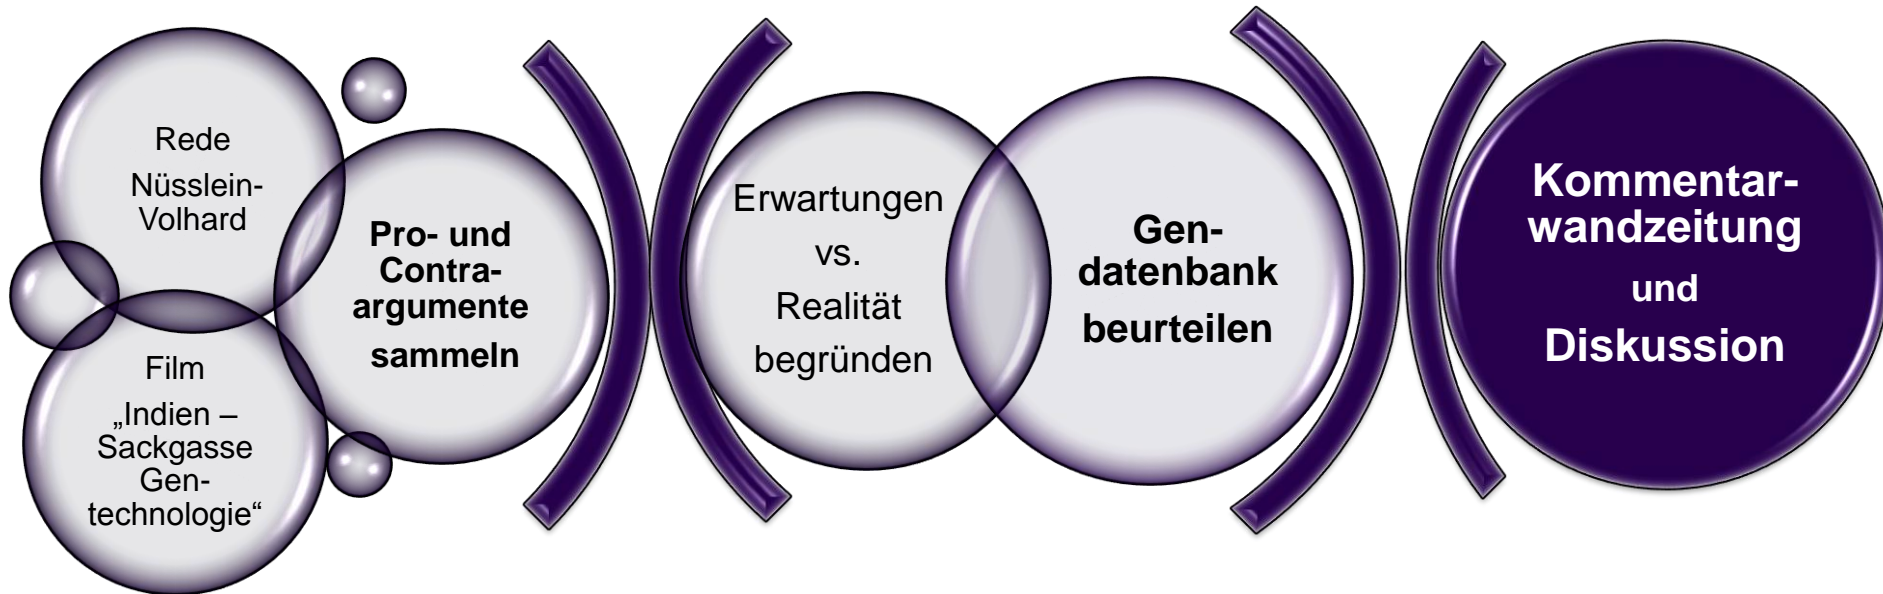 Rede
Nüsslein-
Volhard
Film
„Indien –
Sackgasse
Gen-
technologie“
Pro- und
Contra-
argumente
sammeln
Erwartungen
vs.
Realität
begründen
Gen-
datenbank
beurteilen
Kommentar-
wandzeitung
und
Diskussion